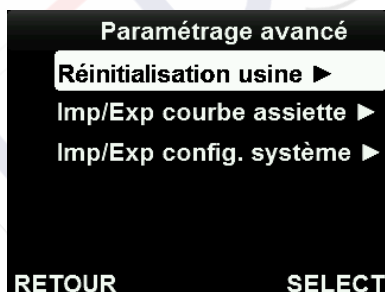 Paramétrage avancé
Réinitialisation usine ►
Imp/Exp courbe assiette ►
Imp/Exp config. système ►
RETOUR SELECT